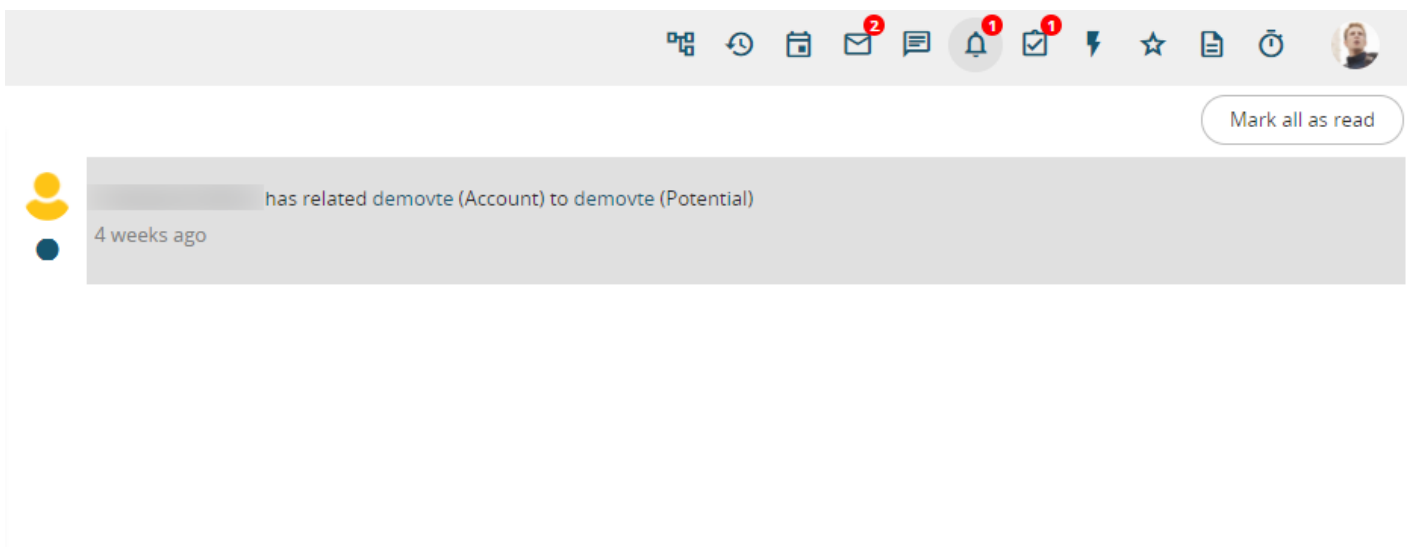 2 1 1
Mark all as read
has related demovte (Account) to demovte (Potential)
4 weeks ago